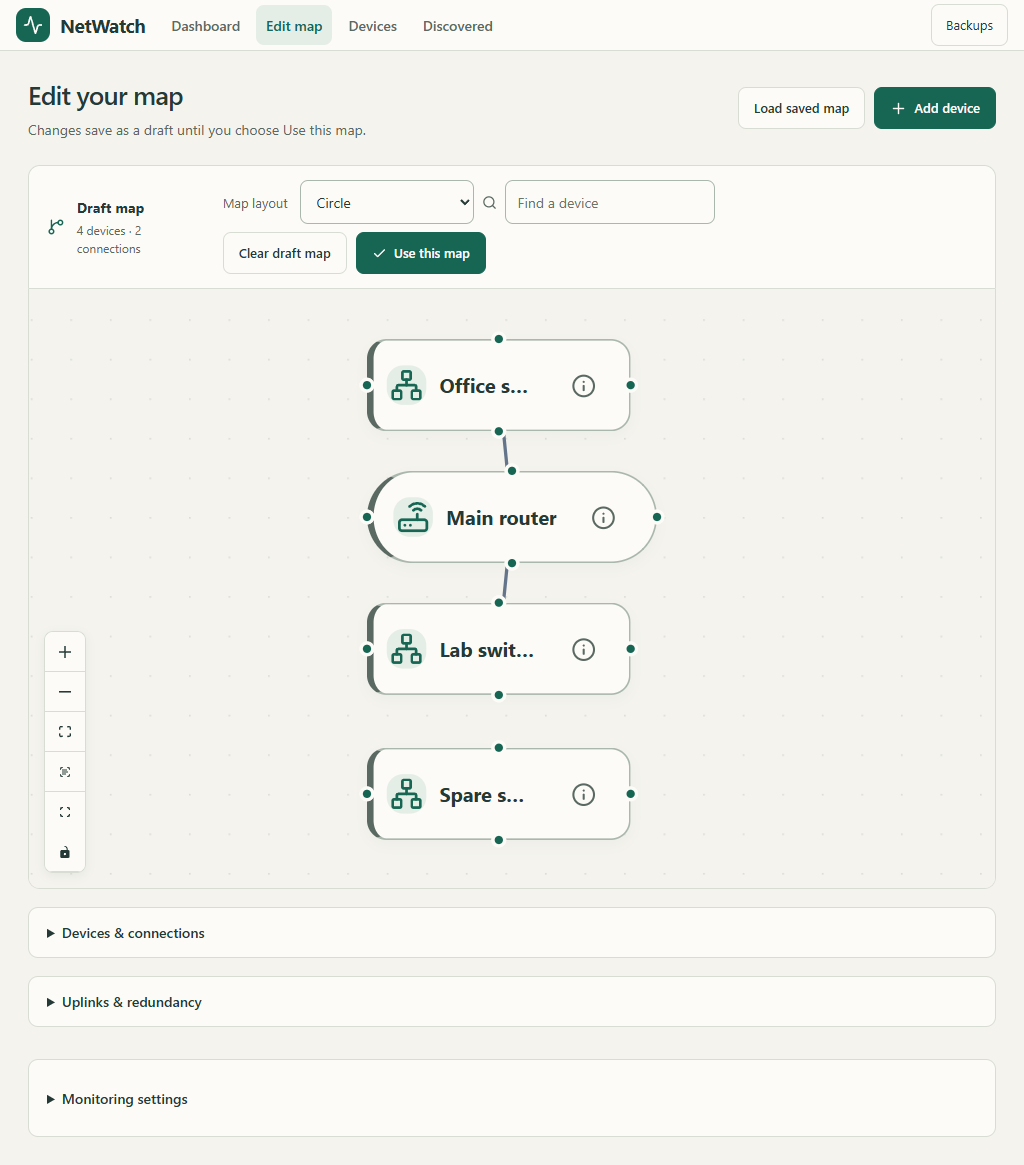 NetWatch
Dashboard
Edit map
Devices
Discovered
Backups
Edit your map
Changes save as a draft until you choose Use this map.
Load saved map
Add device
Draft map
4 devices · 2
connections
Map layout
Circle
Find a device
Clear draft map
Use this map
Office s...
Main router
Lab swit...
Spare s...
Devices & connections
Uplinks & redundancy
Monitoring settings